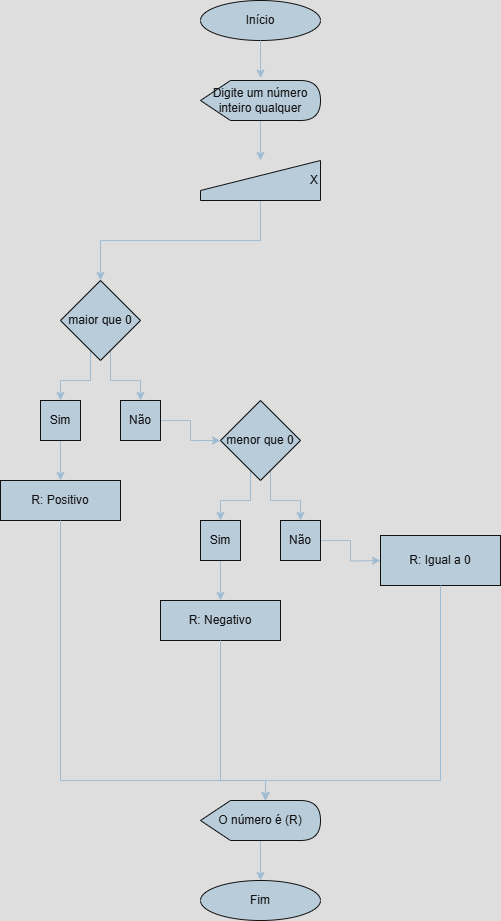 Início
Digite um número
inteiro qualquer
X
maior que 0
Sim
Não
menor que 0
R: Positivo
Sim
Não
R: Igual a 0
R: Negativo
O número é (R)
Fim